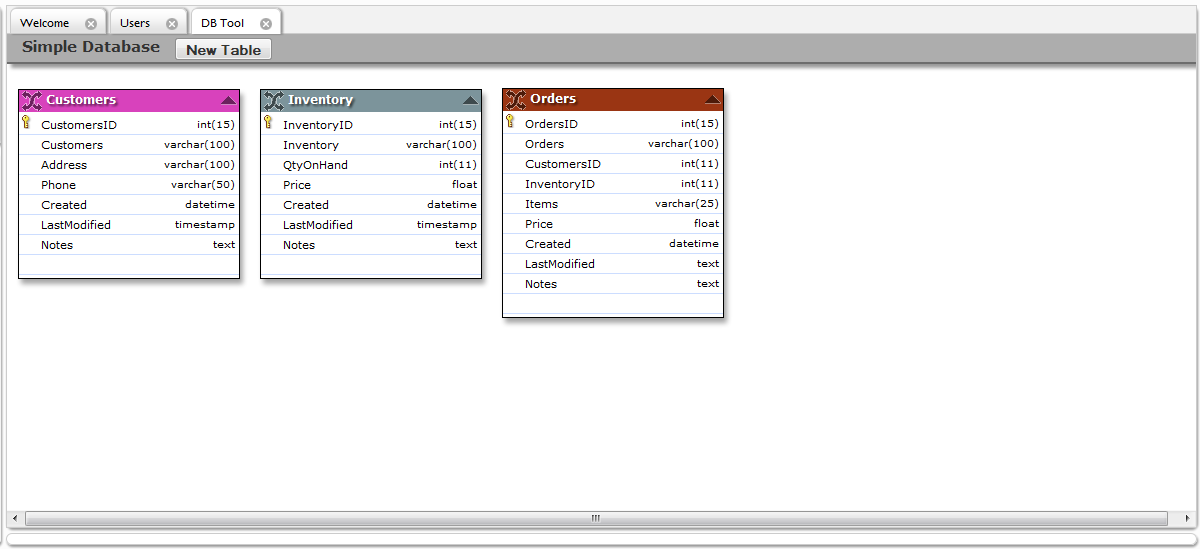 Welcome Users DB Tool
Simple Database New Table
Customers
CustomersID int(15)
Customers varchar(100)
Address varchar(100)
Phone varchar(50)
Created datetime
LastModified timestamp
Notes text
Inventory
InventoryID int(15)
Inventory varchar(100)
QtyOnHand int(11)
Price float
Created datetime
LastModified timestamp
Notes text
Orders
OrdersID int(15)
Orders varchar(100)
CustomersID int(11)
InventoryID int(11)
Items varchar(25)
Price float
Created datetime
LastModified text
Notes text